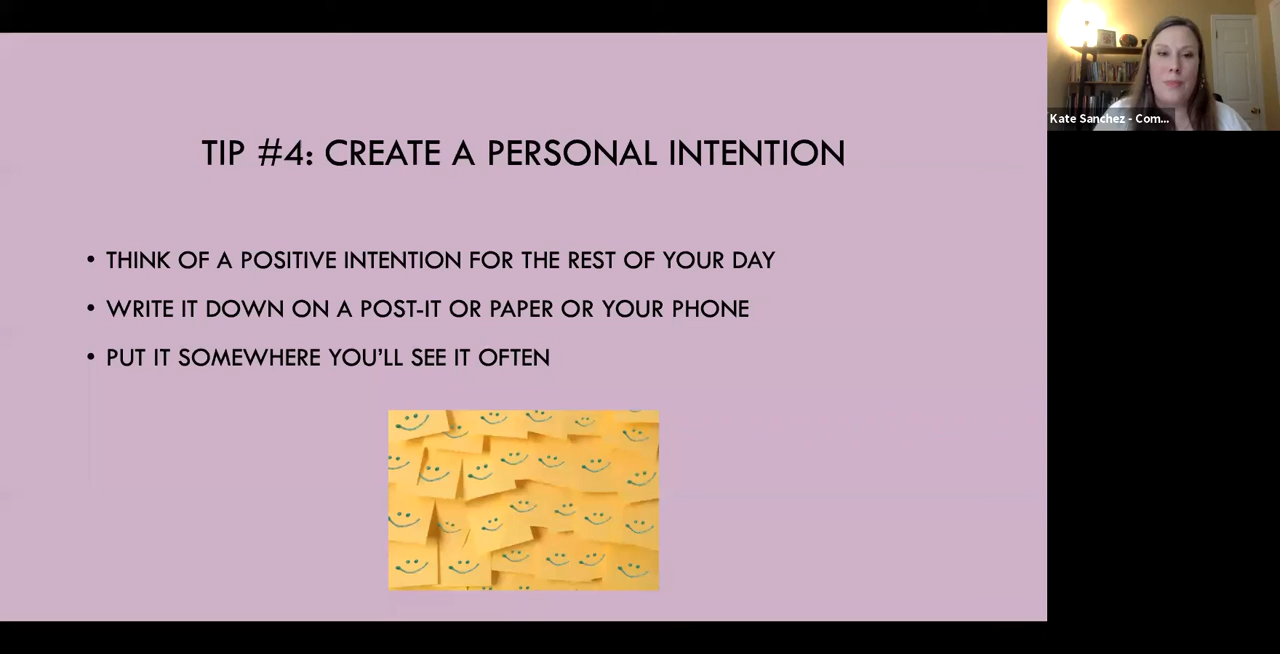 Kate Sanchez - Com...
TIP #4: CREATE A PERSONAL INTENTION
• THINK OF A POSITIVE INTENTION FOR THE REST OF YOUR DAY
• WRITE IT DOWN ON A POST-IT OR PAPER OR YOUR PHONE
• PUT IT SOMEWHERE YOU'LL SEE IT OFTEN